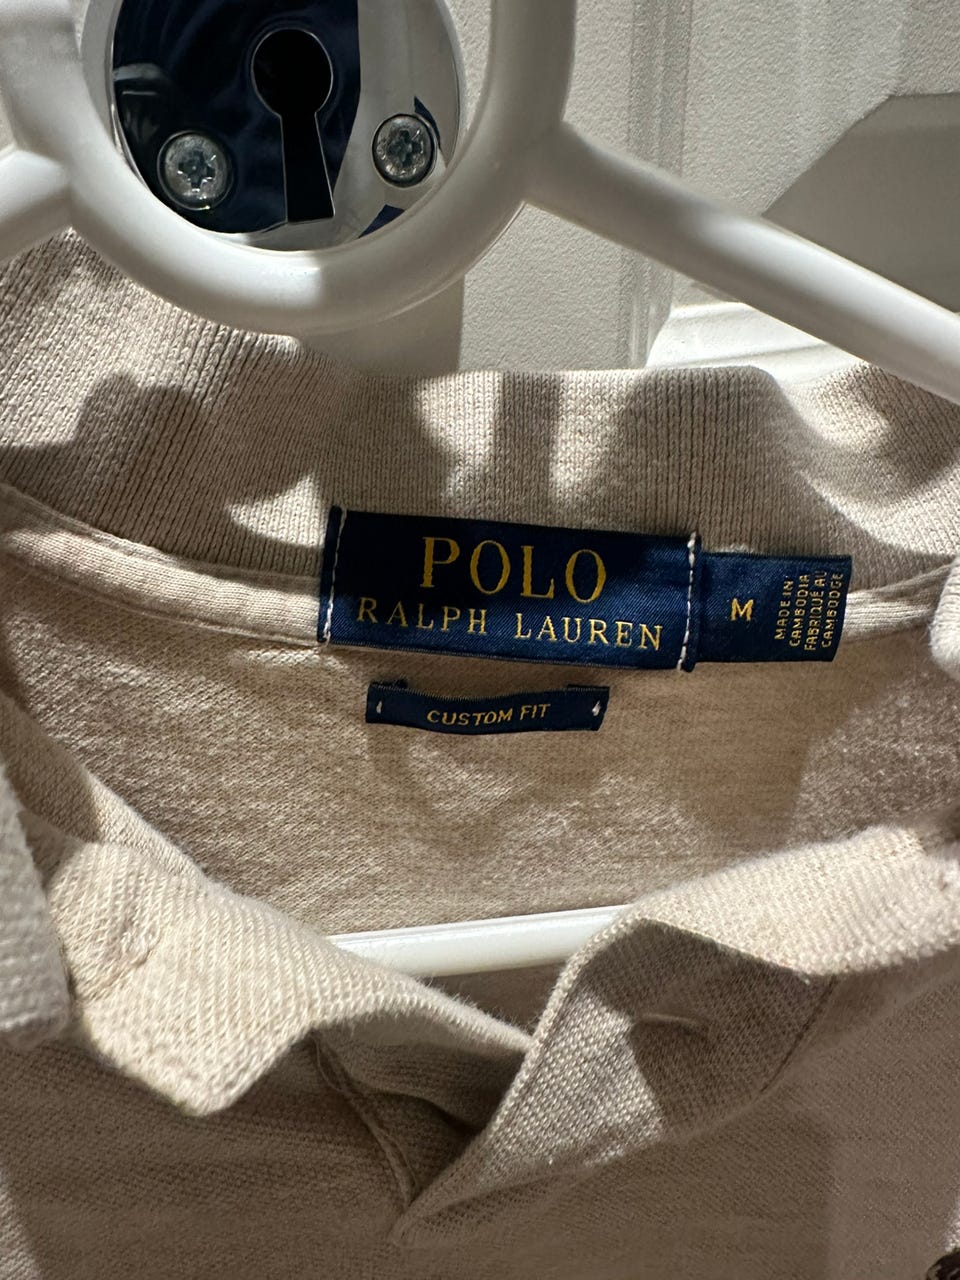 POLO
RALPH LAUREN
M
MADE IN
CAMBODIA
FABRIQUÉ AU
CAMBODGE
CUSTOM FIT